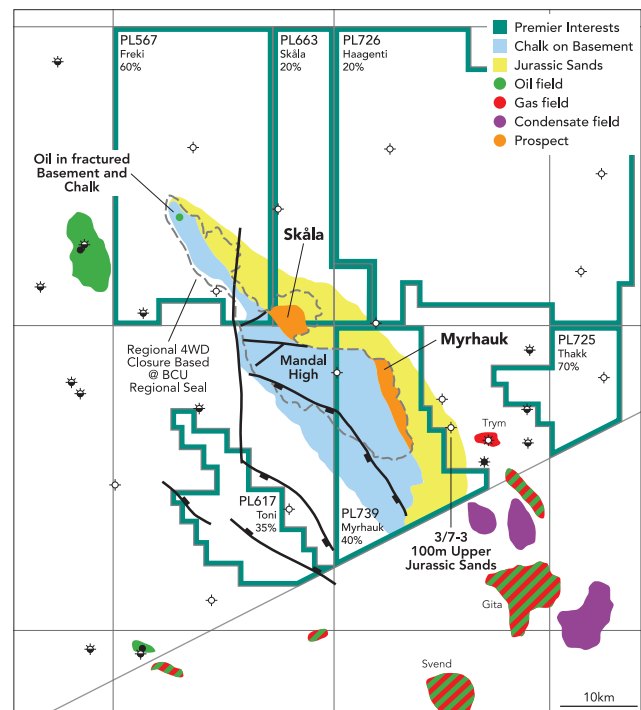 PL567
Freki
60%
PL663
Skåla
20%
PL726
Haagenti
20%
Premier Interests
Chalk on Basement
Jurassic Sands
Oil field
Gas field
Condensate field
Prospect
Oil in fractured
Basement and
Chalk
Skåla
Myrhauk
Regional 4WD
Closure Based
@ BCU
Regional Seal
Mandal
High
PL725
Thakk
70%
Trym
PL617
Toni
35%
PL739
Myrhauk
40%
3/7-3
100m Upper
Jurassic Sands
Gita
Svend
10km